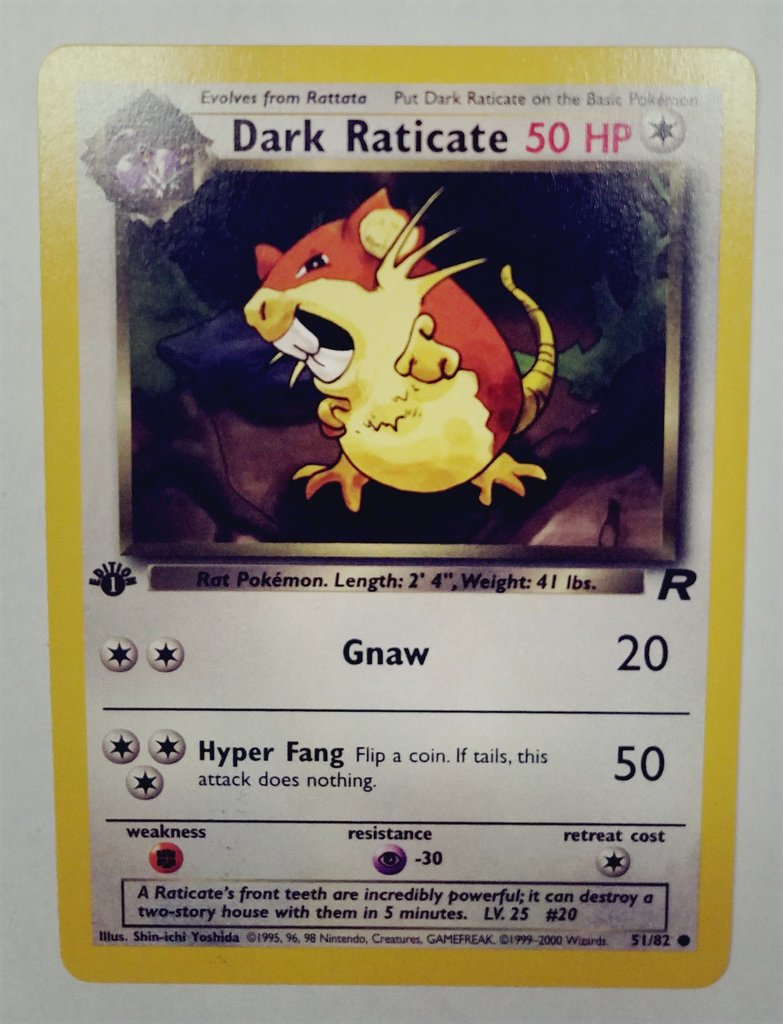 Evolves from Rattata Put Dark Raticate on the Basic Pokémon
Dark Raticate 50 HP
EDITION 1
Rat Pokémon. Length: 2' 4", Weight: 41 lbs.
R
Gnaw 20
Hyper Fang Flip a coin. If tails, this 50
attack does nothing.
weakness resistance retreat cost
-30
A Raticate's front teeth are incredibly powerful; it can destroy a
two-story house with them in 5 minutes. LV. 25 #20
Illus. Shin-ichi Yoshida ©1995, 96, 98 Nintendo, Creatures, GAMEFREAK. ©1999-2000 Wizards. 51/82